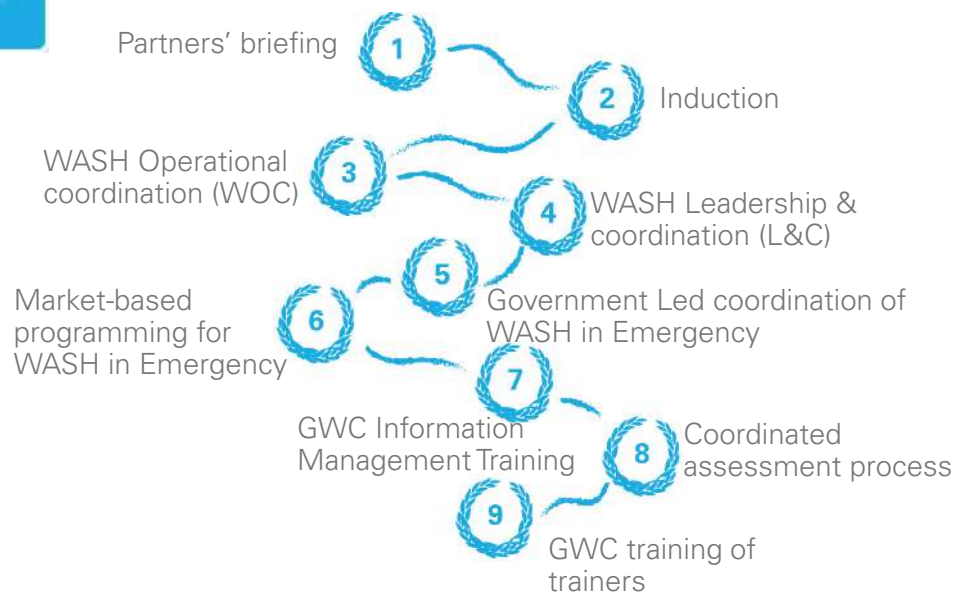 1
Partners’ briefing
2
Induction
3
WASH Operational
coordination (WOC)
4
WASH Leadership &
coordination (L&C)
5
Government Led coordination of
WASH in Emergency
6
Market-based
programming for
WASH in Emergency
7
GWC Information
Management Training
8
Coordinated
assessment process
9
GWC training of
trainers